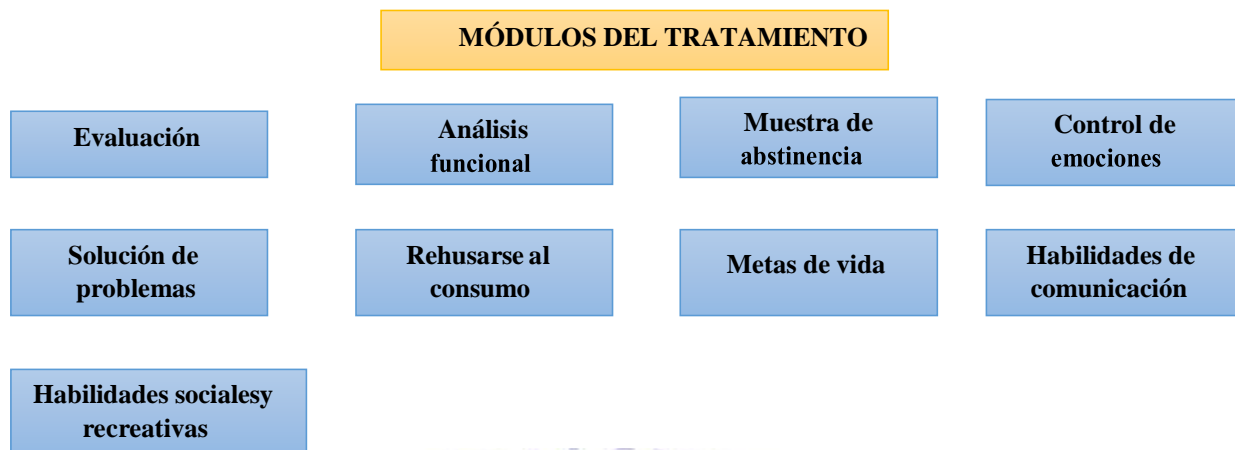 MÓDULOS DEL TRATAMIENTO
Evaluación
Análisis
funcional
Muestra de
abstinencia
Control de
emociones
Solución de
problemas
Rehusarse al
consumo
Metas de vida
Habilidades de
comunicación
Habilidades socialesy
recreativas